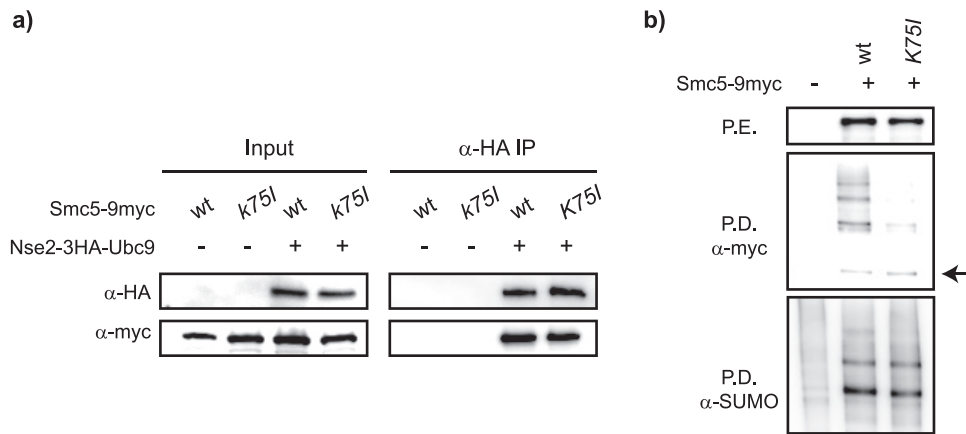 a)
Input
α-HA IP
Smc5-9myc
wt
k75I
wt
k75I
wt
k75I
wt
K75I
Nse2-3HA-Ubc9
- - + + - - + +
α-HA
α-myc
b)
wt
K75I
Smc5-9myc
- + +
P.E.
P.D.
α-myc
P.D.
α-SUMO